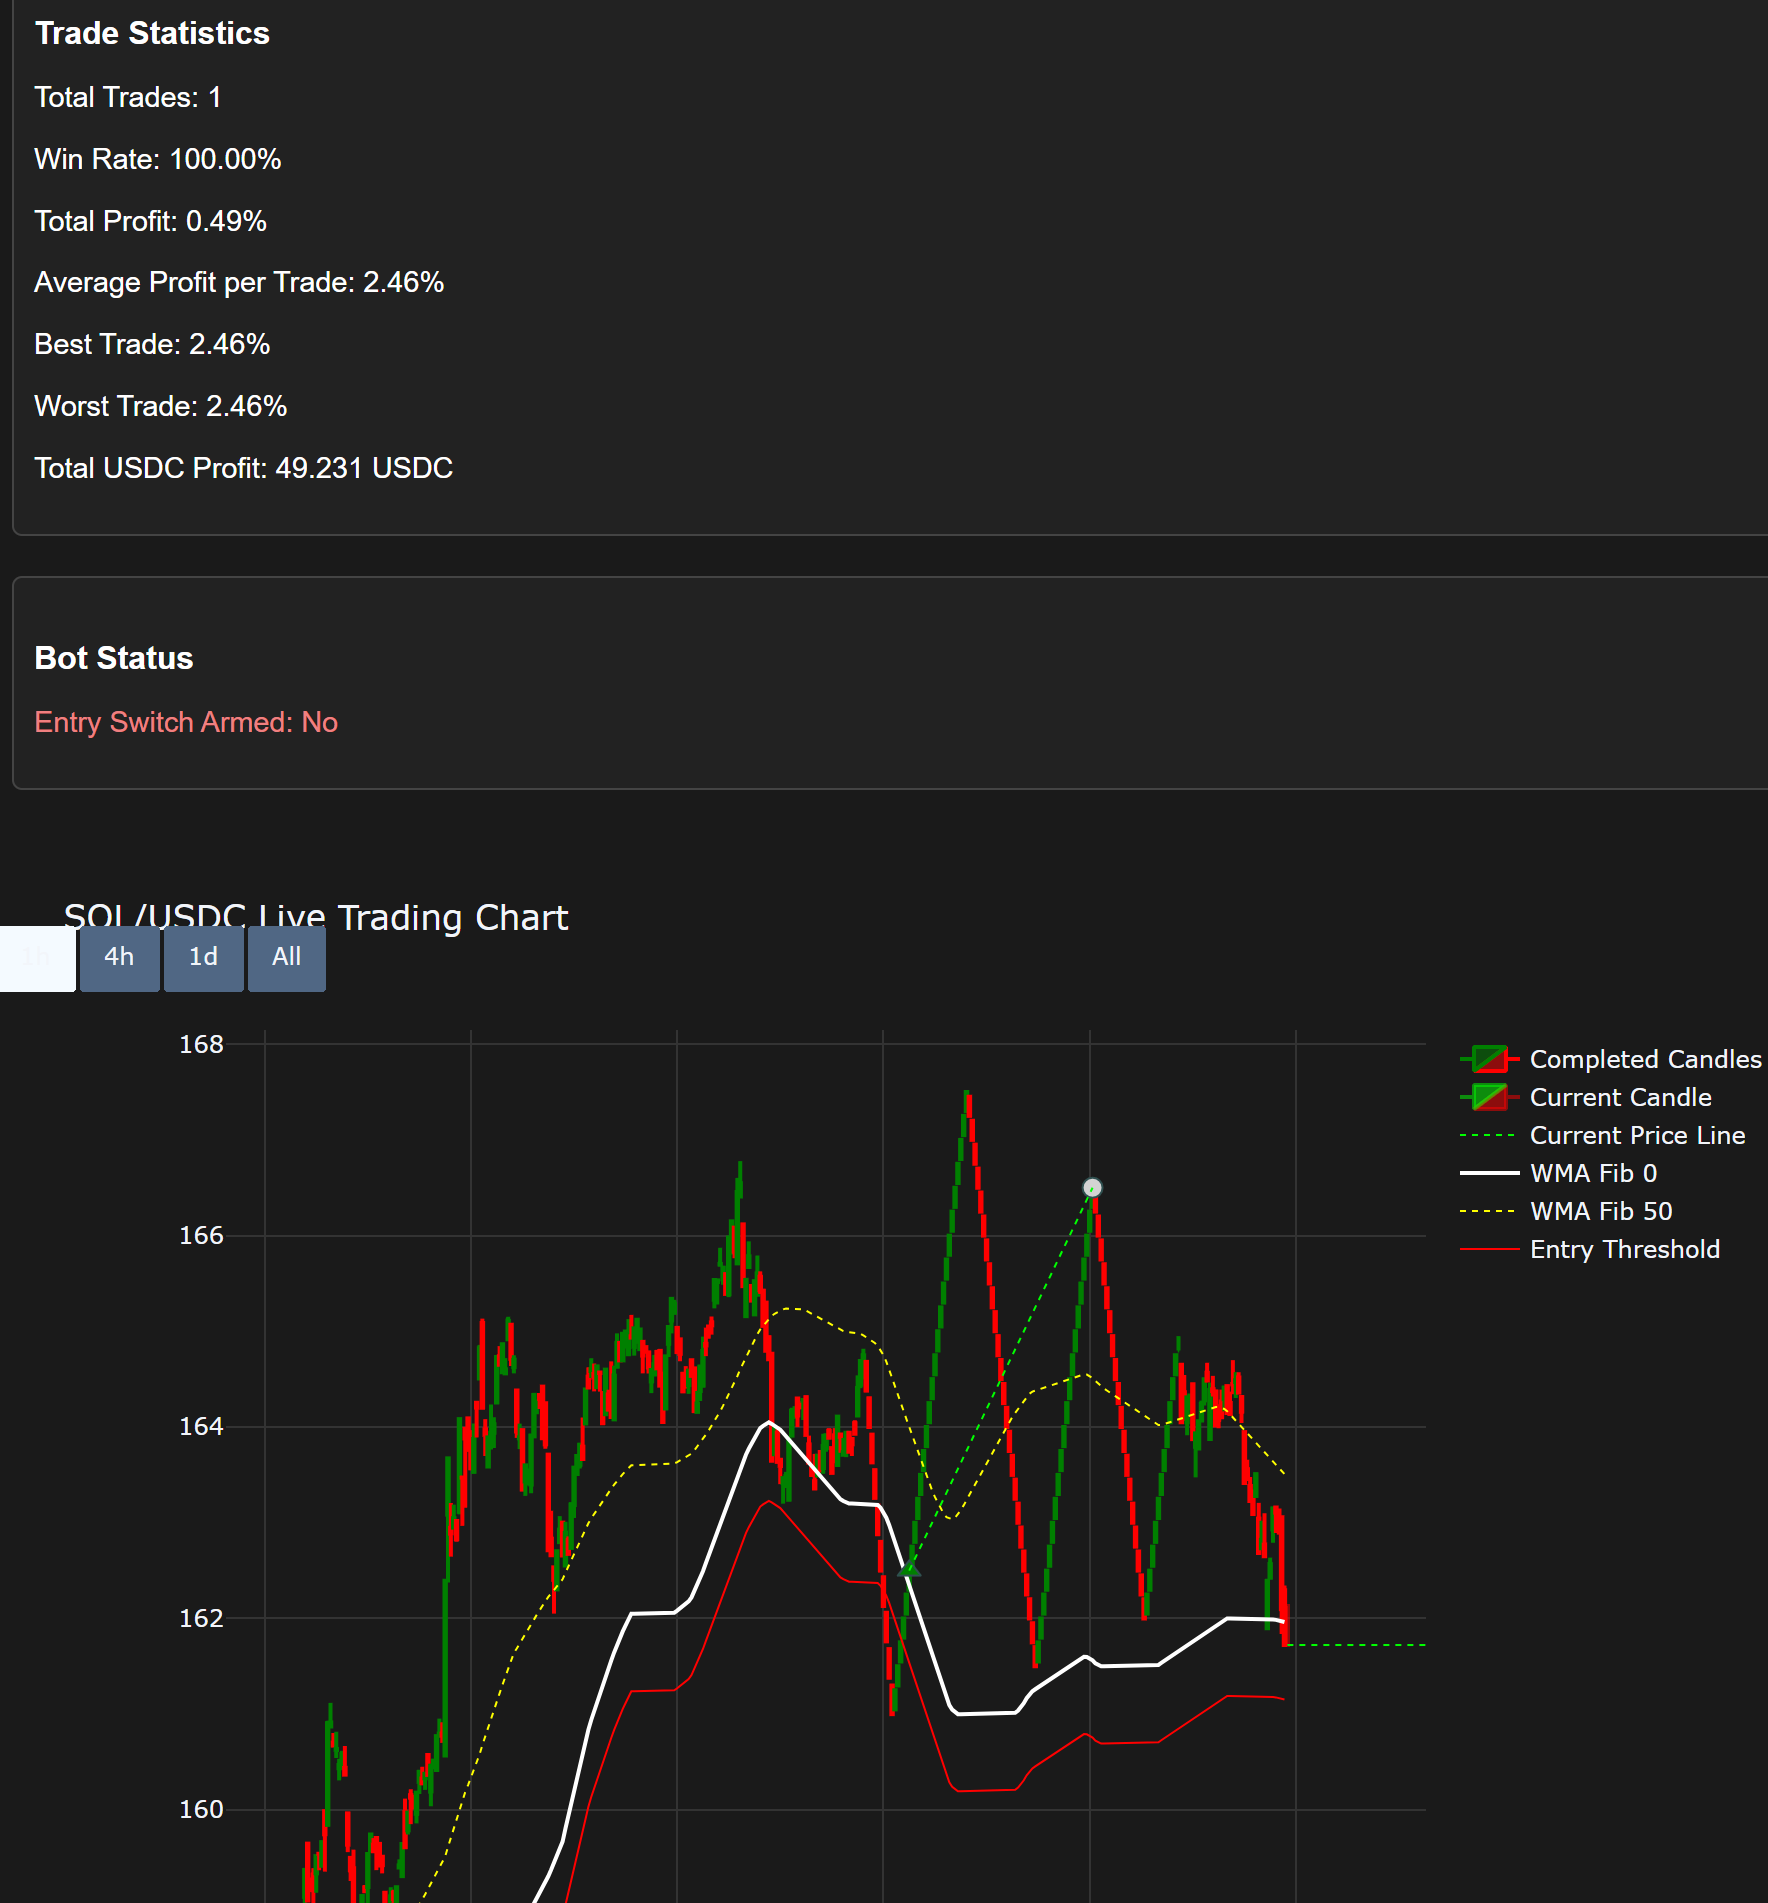 Trade Statistics
Total Trades: 1
Win Rate: 100.00%
Total Profit: 0.49%
Average Profit per Trade: 2.46%
Best Trade: 2.46%
Worst Trade: 2.46%
Total USDC Profit: 49.231 USDC
Bot Status
Entry Switch Armed: No
SOL/USDC Live Trading Chart
1h 4h 1d All
168
166
164
162
160
Completed Candles
Current Candle
Current Price Line
WMA Fib 0
WMA Fib 50
Entry Threshold